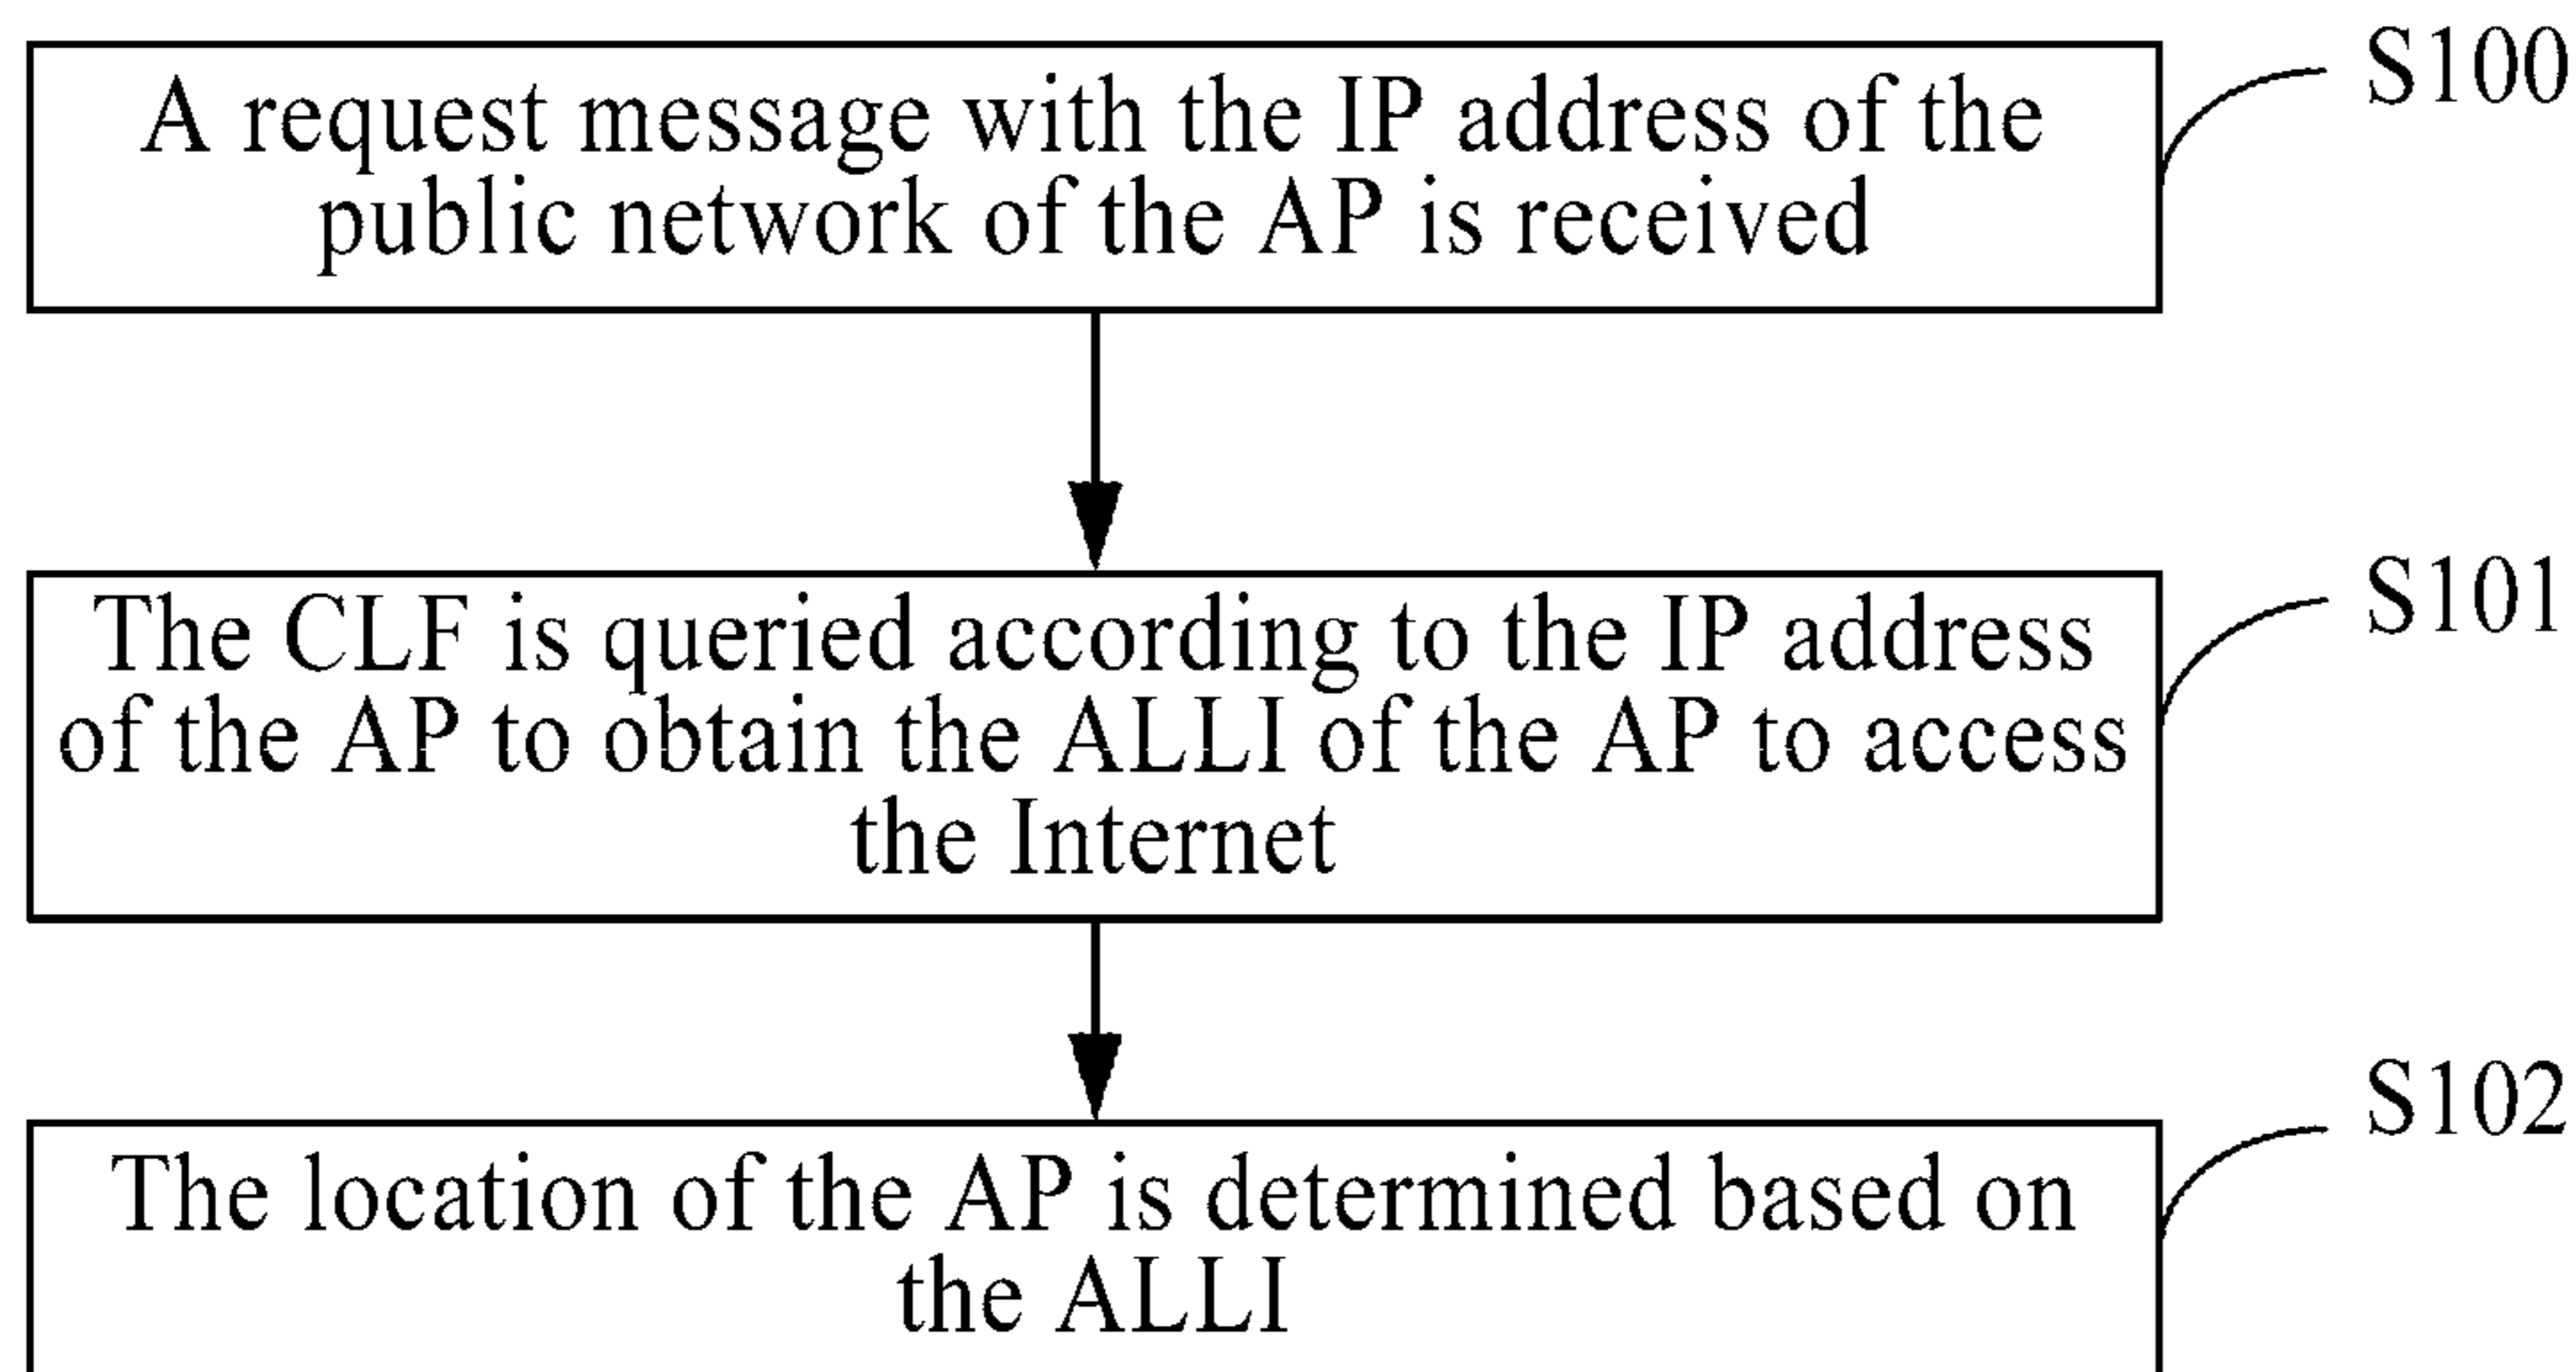 A request message with the IP address of the
public network of the AP is received
S100
The CLF is queried according to the IP address
of the AP to obtain the ALLI of the AP to access
the Internet
S101
The location of the AP is determined based on
the ALLI
S102